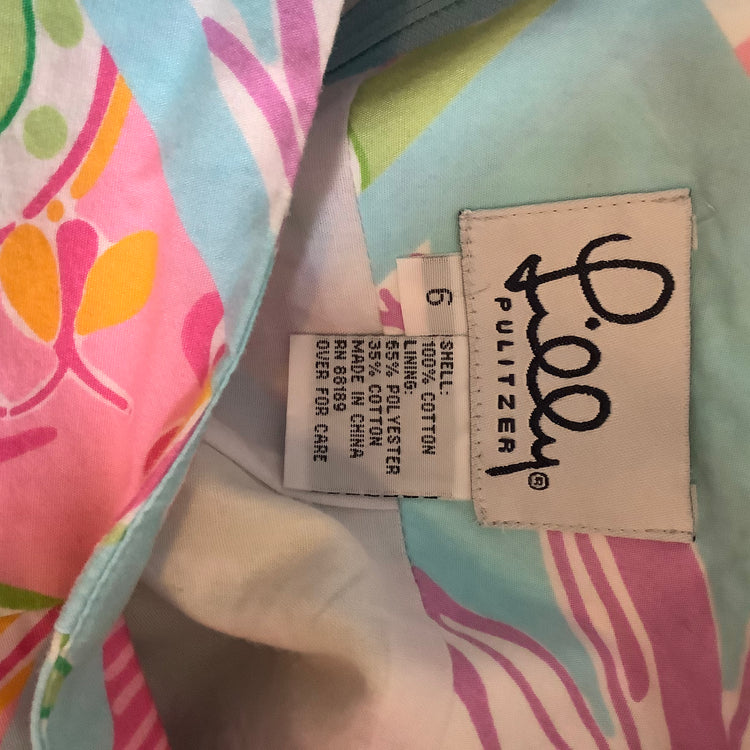 Lilly®
PULITZER
6
SHELL:
100% COTTON
LINING:
65% POLYESTER
35% COTTON
MADE IN CHINA
RN 86189
OVER FOR CARE